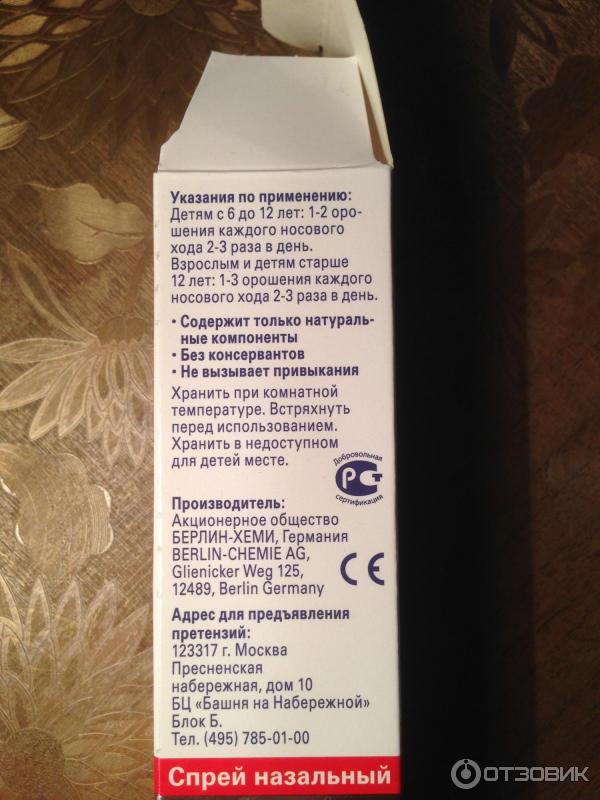 Указания по применению:
Детям с 6 до 12 лет: 1-2 оро-
шения каждого носового
хода 2-3 раза в день.
Взрослым и детям старше
12 лет: 1-3 орошения каждого
носового хода 2-3 раза в день.
• Содержит только натураль-
ные компоненты
• Без консервантов
• Не вызывает привыкания
Хранить при комнатной
температуре. Встряхнуть
перед использованием.
Хранить в недоступном
для детей месте.
Добровольная
РСТ
сертификация
Производитель:
Акционерное общество
БЕРЛИН-ХЕМИ, Германия
BERLIN-CHEMIE AG,
Glienicker Weg 125,
12489, Berlin Germany
CE
Адрес для предъявления
претензий:
123317 г. Москва
Пресненская
набережная, дом 10
БЦ «Башня на Набережной»
Блок Б.
Тел. (495) 785-01-00
Спрей назальный
ОТЗОВИК